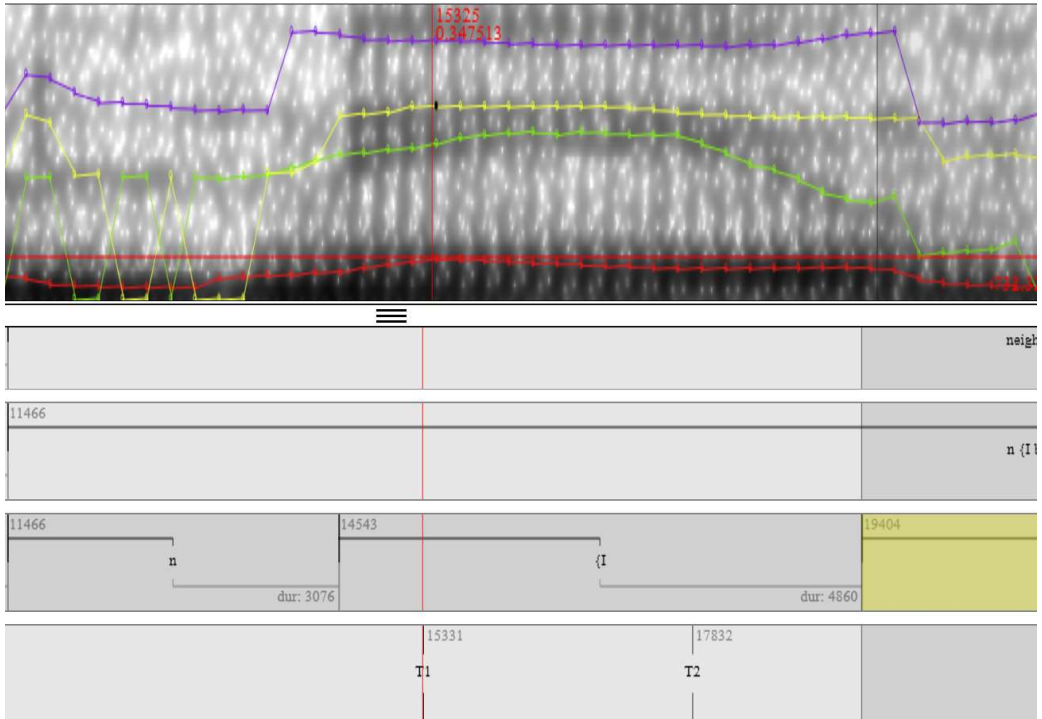 15325
0.347513
neigh
11466
n {I b
11466
14543
19404
n
{I
dur: 3076
dur: 4860
15331
17832
T1
T2